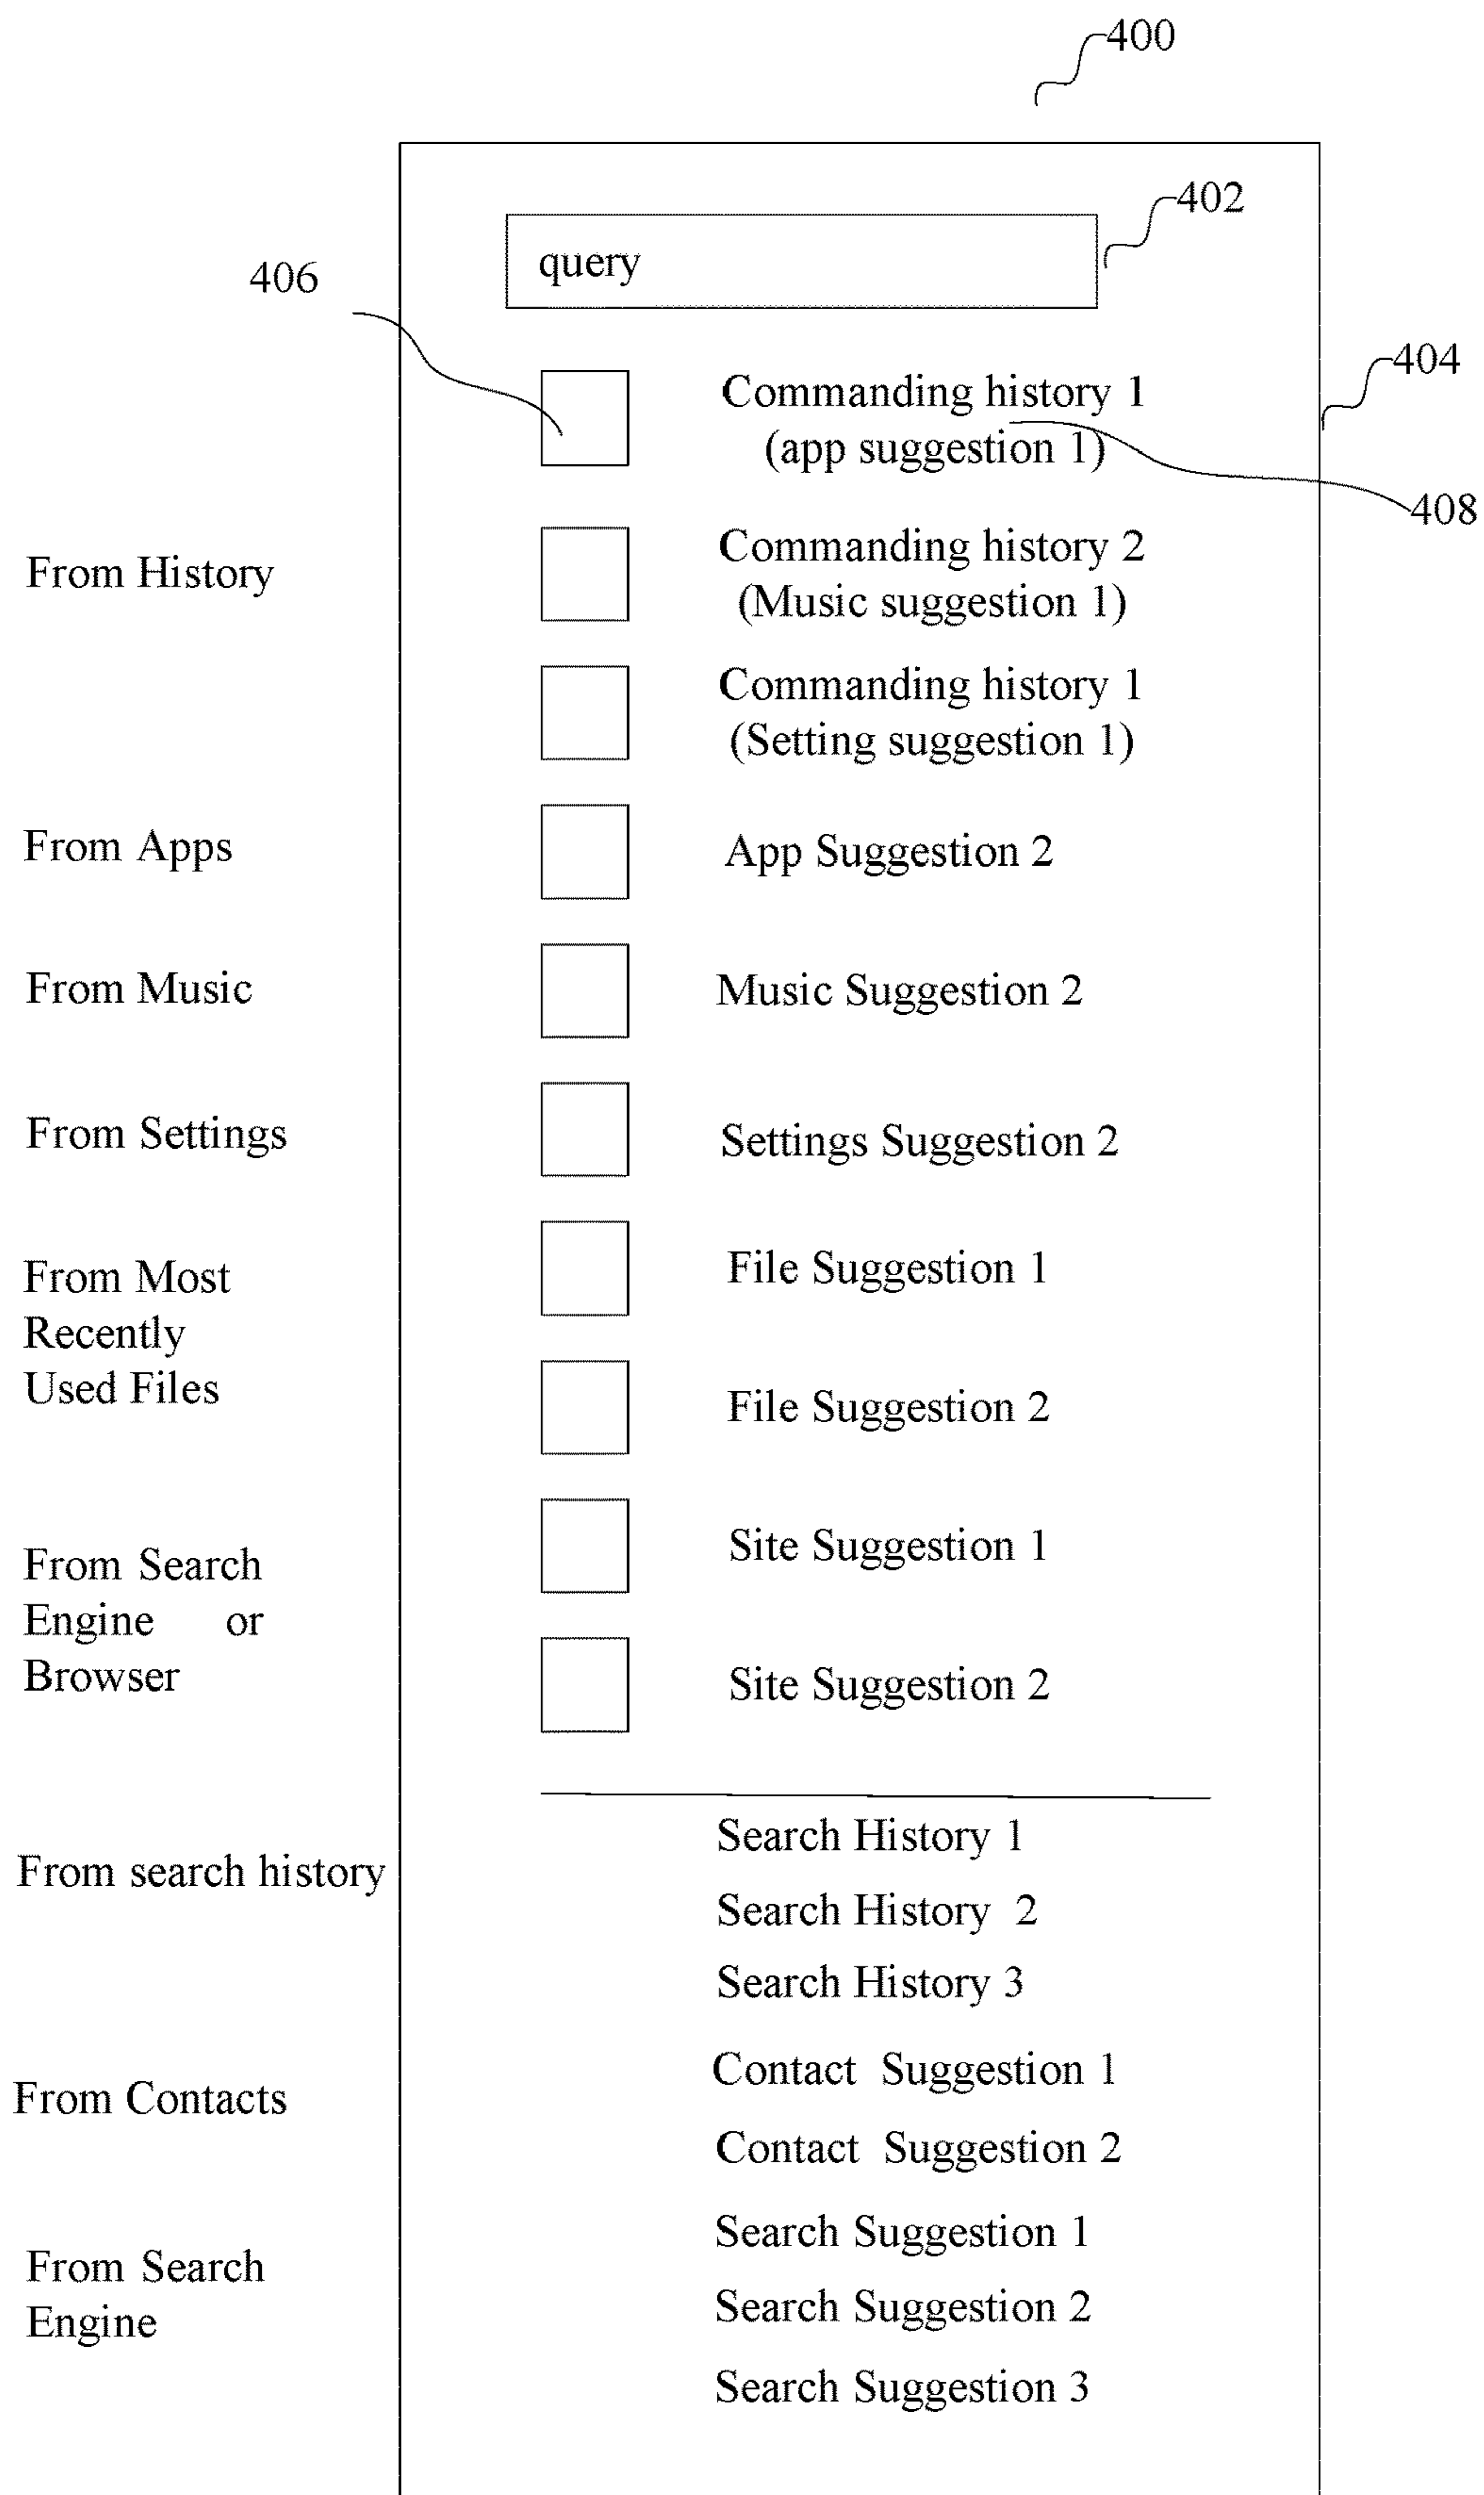 400
402
query
406
404
Commanding history 1
(app suggestion 1)
408
From History
Commanding history 2
(Music suggestion 1)
Commanding history 1
(Setting suggestion 1)
From Apps
App Suggestion 2
From Music
Music Suggestion 2
From Settings
Settings Suggestion 2
From Most
Recently
Used Files
File Suggestion 1
File Suggestion 2
From Search
Engine or
Browser
Site Suggestion 1
Site Suggestion 2
From search history
Search History 1
Search History 2
Search History 3
From Contacts
Contact Suggestion 1
Contact Suggestion 2
From Search
Engine
Search Suggestion 1
Search Suggestion 2
Search Suggestion 3